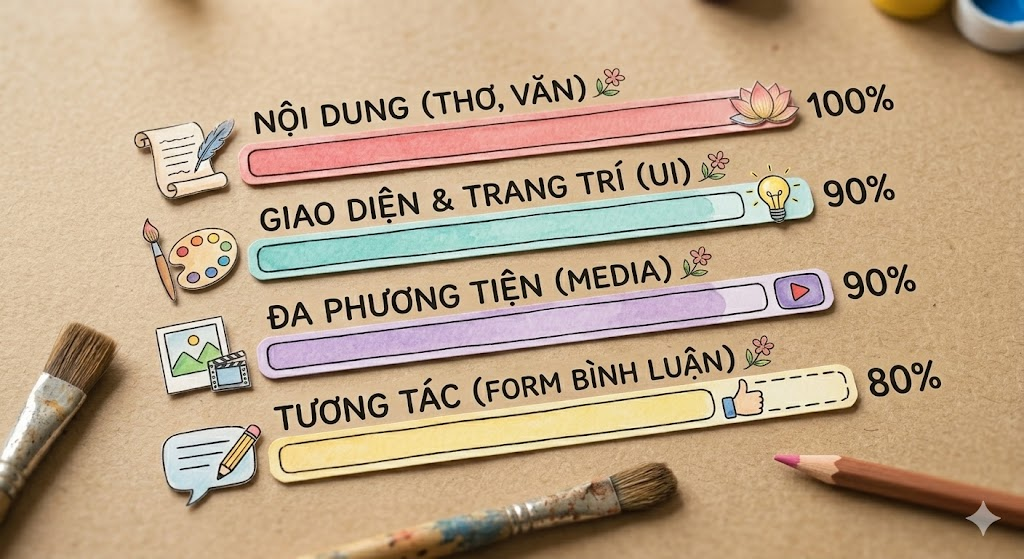 NỘI DUNG (THƠ, VĂN)
100%
GIAO DIỆN & TRANG TRÍ (UI)
90%
ĐA PHƯƠNG TIỆN (MEDIA)
90%
TƯƠNG TÁC (FORM BÌNH LUẬN)
80%